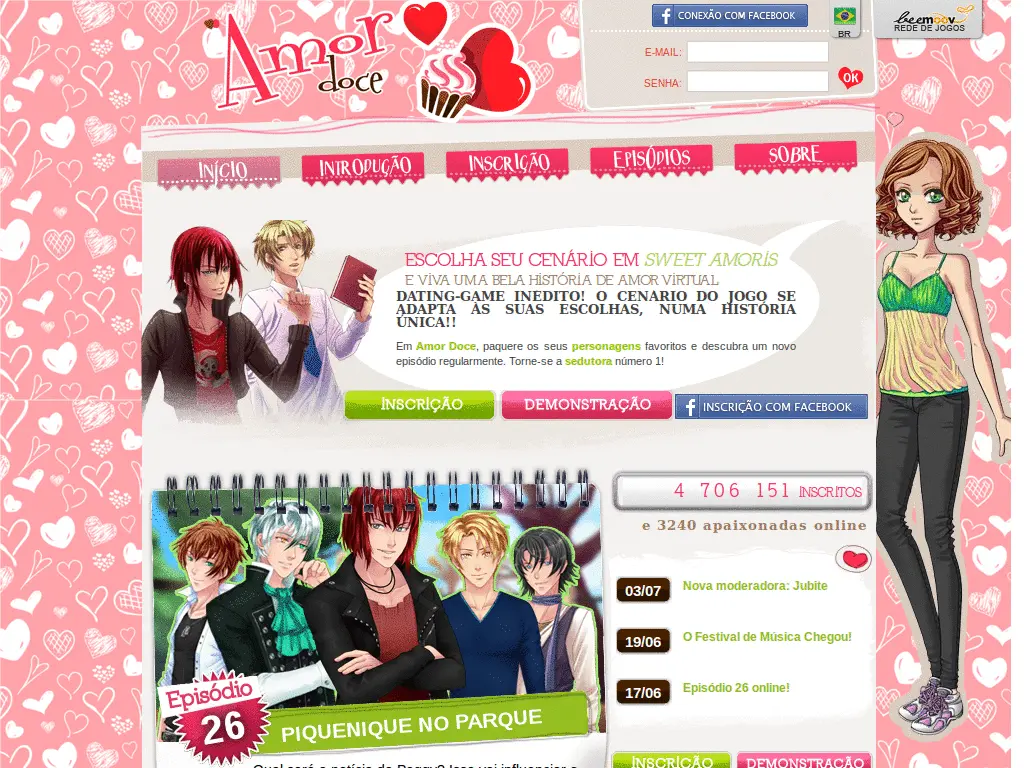 Amor doce
CONEXÃO COM FACEBOOK
BR
beemoov
REDE DE JOGOS
E-MAIL:
SENHA:
OK
INÍCIO
INTRODUÇÃO
INSCRIÇÃO
EPISÓDIOS
SOBRE
ESCOLHA SEU CENÁRIO EM SWEET AMORIS
E VIVA UMA BELA HISTÓRIA DE AMOR VIRTUAL
DATING-GAME INEDITO! O CENARIO DO JOGO SE
ADAPTA ÀS SUAS ESCOLHAS, NUMA HISTÓRIA
ÚNICA!!
Em Amor Doce, paquere os seus personagens favoritos e descubra um novo
episódio regularmente. Torne-se a sedutora número 1!
INSCRIÇÃO
DEMONSTRAÇÃO
INSCRIÇÃO COM FACEBOOK
4 706 151 INSCRITOS
e 3240 apaixonadas online
03/07 Nova moderadora: Jubite
19/06 O Festival de Música Chegou!
17/06 Episódio 26 online!
Episódio
26
PIQUENIQUE NO PARQUE
Qual será a notícia da Peggy? Isso vai influenciar o
INSCRIÇÃO
DEMONSTRAÇÃO